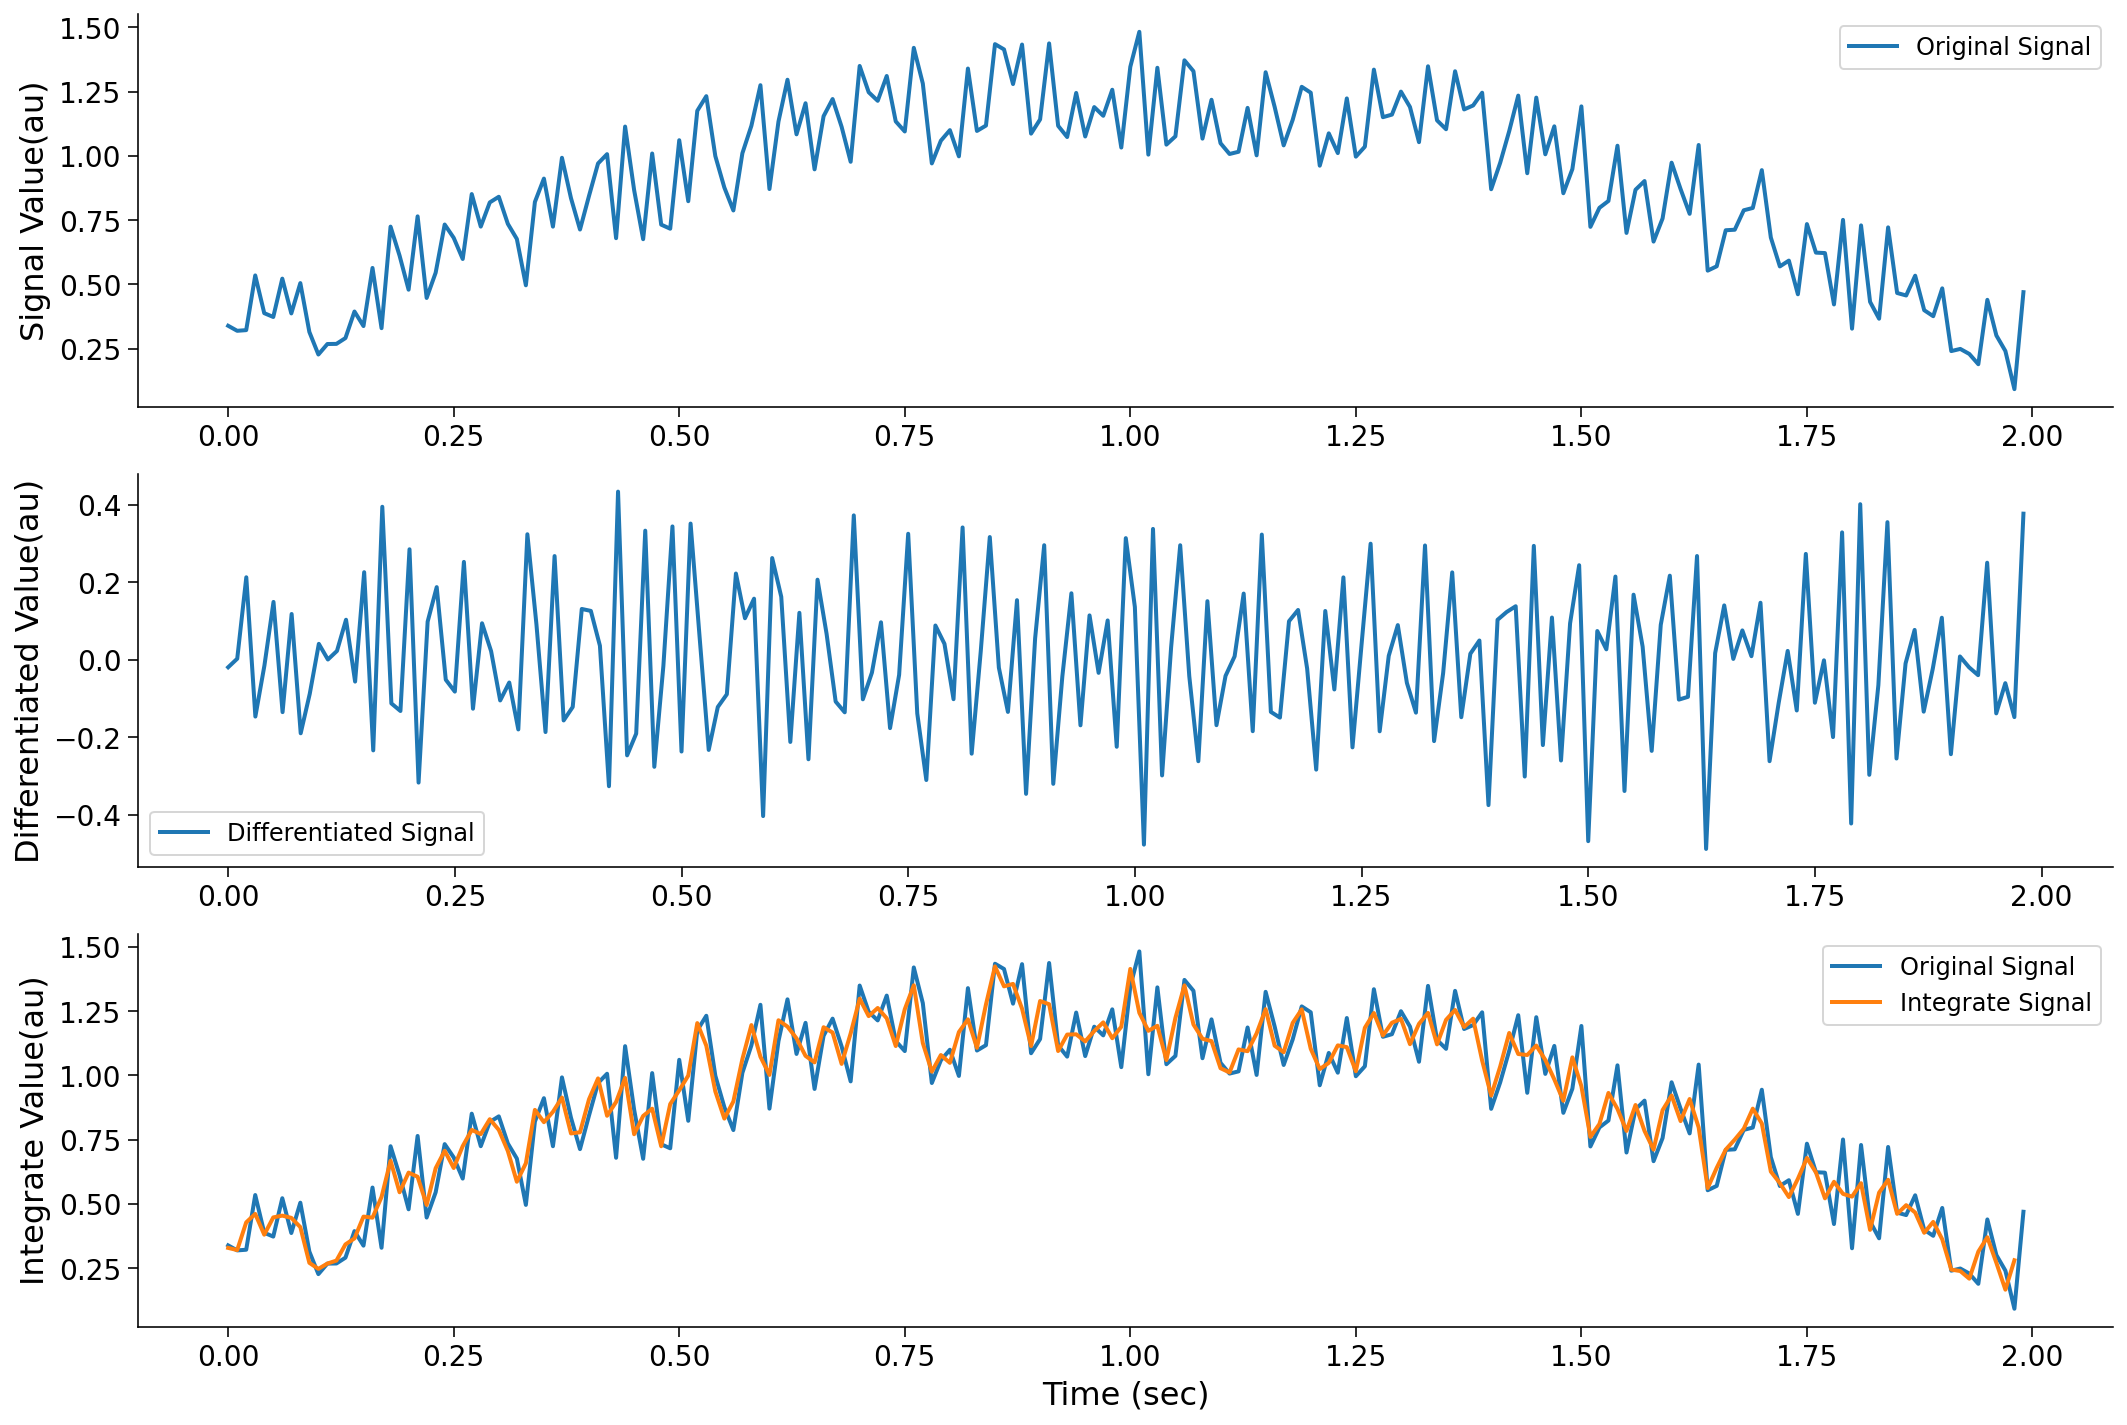 Signal Value(au)
1.50
1.25
1.00
0.75
0.50
0.25
Original Signal
0.00 0.25 0.50 0.75 1.00 1.25 1.50 1.75 2.00
Differentiated Value(au)
0.4
0.2
0.0
−0.2
−0.4
Differentiated Signal
0.00 0.25 0.50 0.75 1.00 1.25 1.50 1.75 2.00
Integrate Value(au)
1.50
1.25
1.00
0.75
0.50
0.25
Original Signal
Integrate Signal
0.00 0.25 0.50 0.75 1.00 1.25 1.50 1.75 2.00
Time (sec)